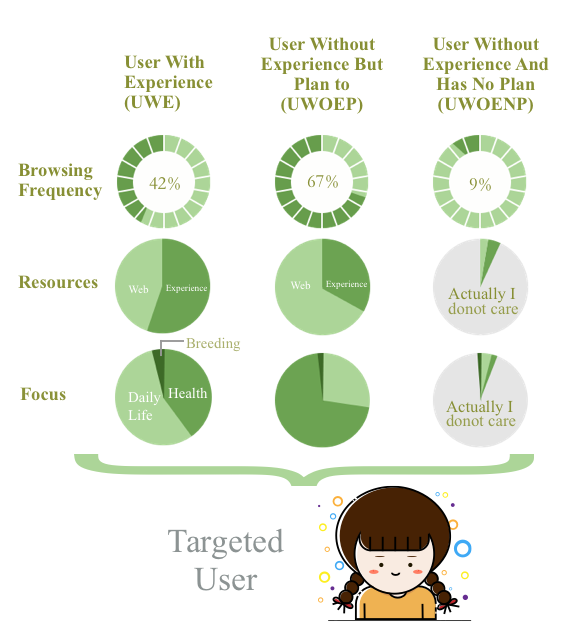 User With
Experience
(UWE)
User Without
Experience But
Plan to
(UWOEP)
User Without
Experience And
Has No Plan
(UWOENP)
Browsing
Frequency
42%
67%
9%
Resources
Web
Experience
Web
Experience
Actually I
donot care
Breeding
Focus
Daily
Life
Health
Actually I
donot care
Targeted
User